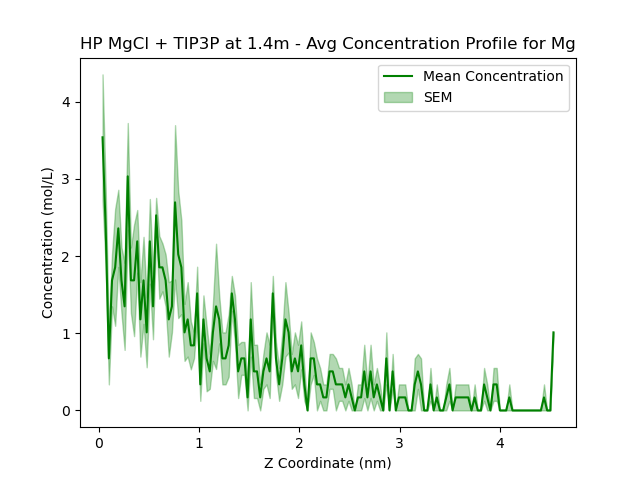 HP MgCl + TIP3P at 1.4m - Avg Concentration Profile for Mg
Mean Concentration
SEM
Concentration (mol/L)
4
3
2
1
0
0 1 2 3 4
Z Coordinate (nm)